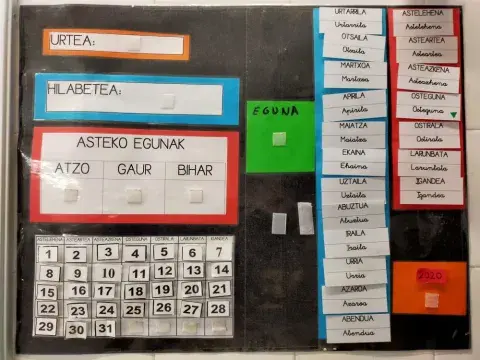 URTEA:
HILABETEA:
ASTEKO EGUNAK
ATZO GAUR BIHAR
ASTELEHENA ASTEARTEA ASTEAZKENA OSTEGUNA OSTIRALA LARUNBATA IGANDEA
1 2 3 4 5 6 7
8 9 10 11 12 13 14
15 16 17 18 19 20 21
22 23 24 25 26 27 28
29 30 31
EGUNA
URTARRILA
Urtarrila
OTSAILA
Otsaila
MARTXOA
Martxoa
APIRILA
Apirila
MAIATZA
Maiatza
EKAINA
Ekaina
UZTAILA
Uztaila
ABUZTUA
Abuztua
IRAILA
Iraila
URRIA
Urria
AZAROA
Azaroa
ABENDUA
Abendua
ASTELEHENA
Astelehena
ASTEARTEA
Asteartea
ASTEAZKENA
Asteazkena
OSTEGUNA
Osteguna
OSTIRALA
Ostirala
LARUNBATA
Larunbata
IGANDEA
Igandea
2020